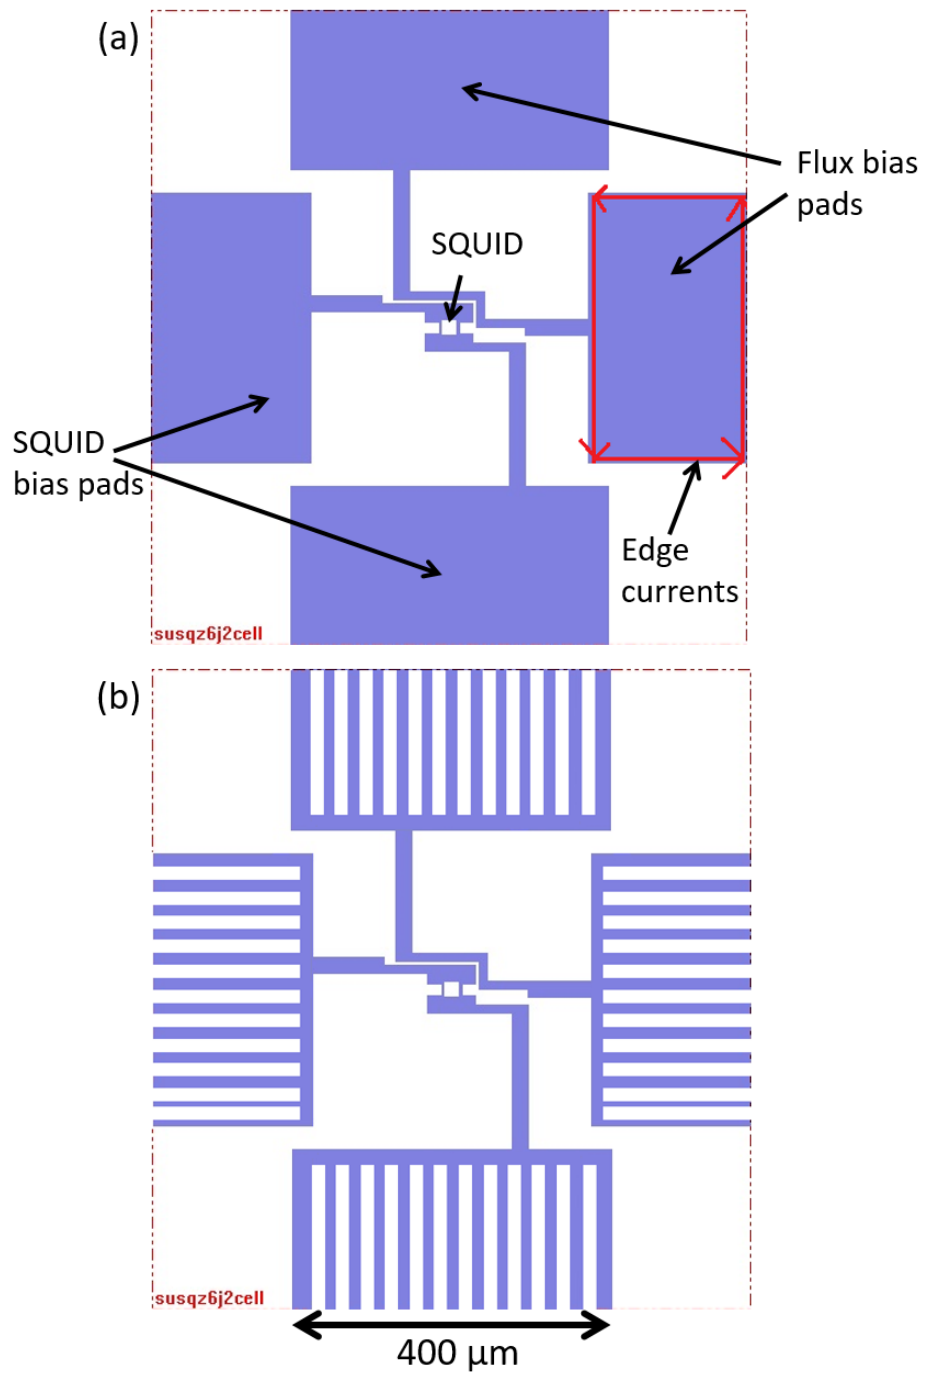 (a)
Flux bias
pads
SQUID
SQUID
bias pads
Edge
currents
susqz6j2cell
(b)
susqz6j2cell
400 μm